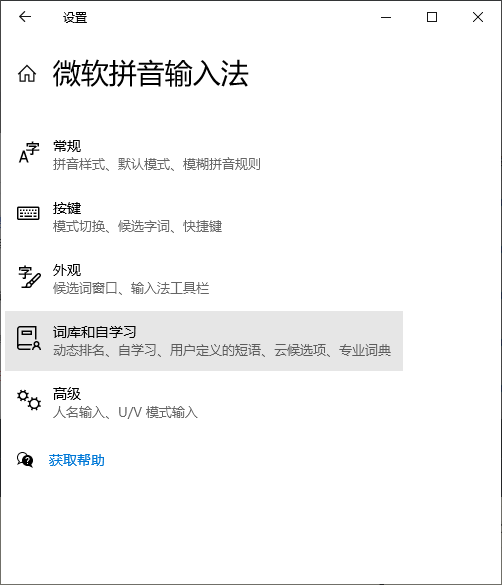 设置
微软拼音输入法
常规
拼音样式、默认模式、模糊拼音规则
按键
模式切换、候选字词、快捷键
外观
候选词窗口、输入法工具栏
词库和自学习
动态排名、自学习、用户定义的短语、云候选项、专业词典
高级
人名输入、U/V 模式输入
获取帮助